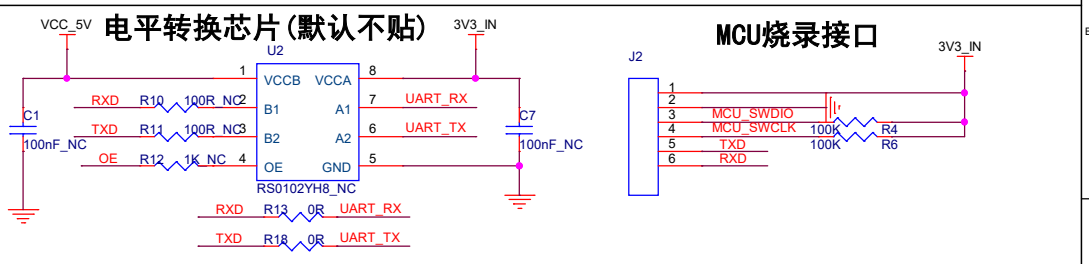 VCC_5V
电平转换芯片(默认不贴)
3V3_IN
U2
1
VCCB
VCCA
8
RXD
R10
100R_NC
2
B1
A1
7
UART_RX
TXD
R11
100R_NC
3
B2
A2
6
UART_TX
OE
R12
1K_NC
4
OE
GND
5
C1
100nF_NC
C7
100nF_NC
RS0102YH8_NC
RXD
R13
0R
UART_RX
TXD
R18
0R
UART_TX
MCU烧录接口
3V3_IN
J2
1
2
3
MCU_SWDIO
4
MCU_SWCLK
100K
R4
5
TXD
100K
R6
6
RXD